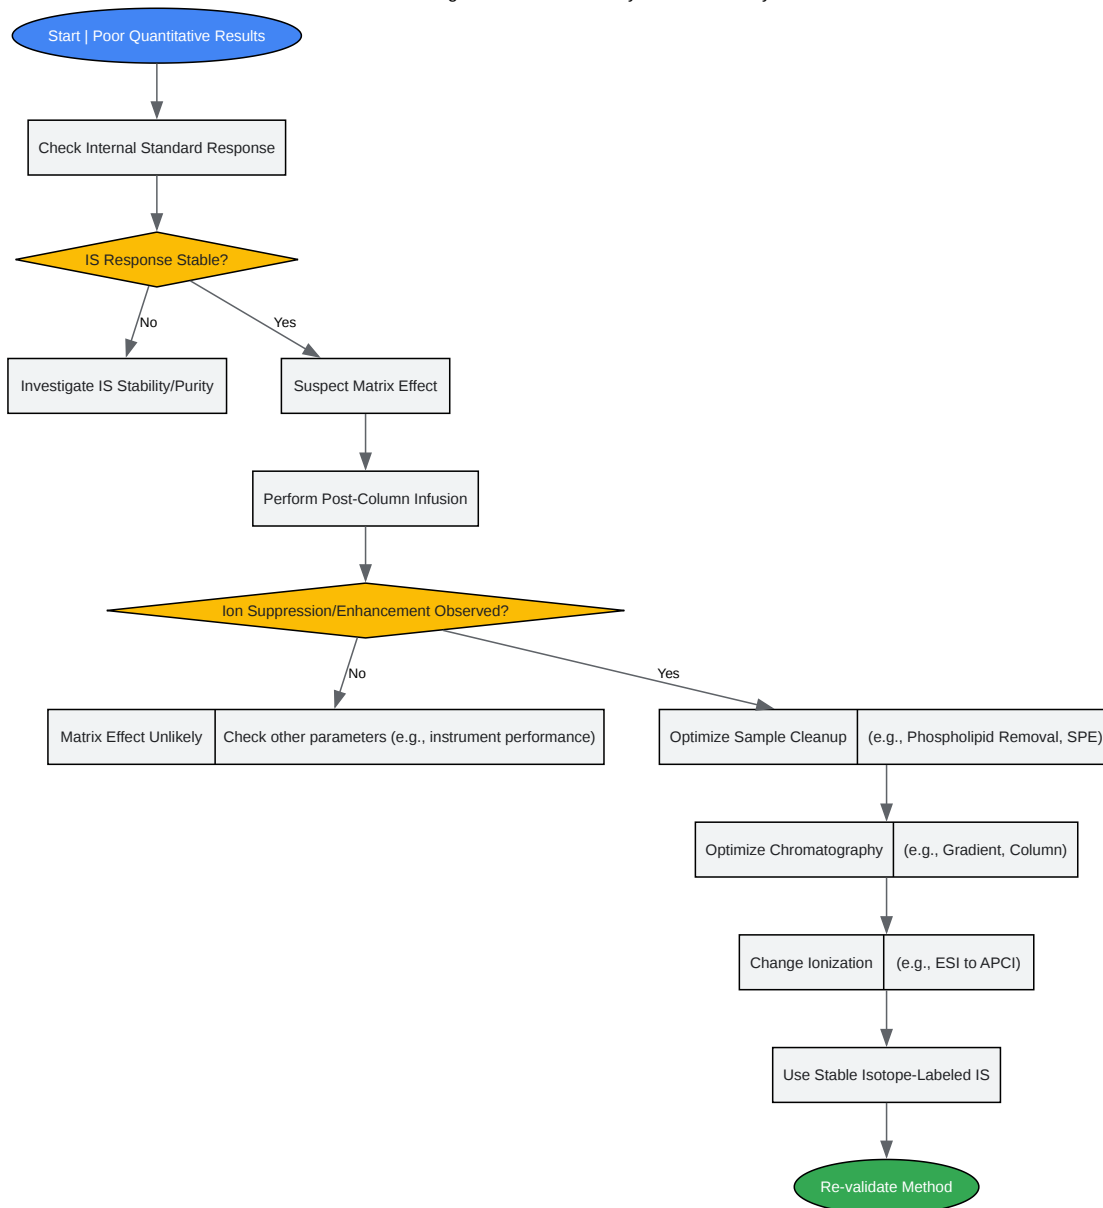 Start | Poor Quantitative Results
Check Internal Standard Response
IS Response Stable?
No
Yes
Investigate IS Stability/Purity
Suspect Matrix Effect
Perform Post-Column Infusion
Ion Suppression/Enhancement Observed?
No
Yes
Matrix Effect Unlikely
Check other parameters (e.g., instrument performance)
Optimize Sample Cleanup
(e.g., Phospholipid Removal, SPE)
Optimize Chromatography
(e.g., Gradient, Column)
Change Ionization
(e.g., ESI to APCI)
Use Stable Isotope-Labeled IS
Re-validate Method